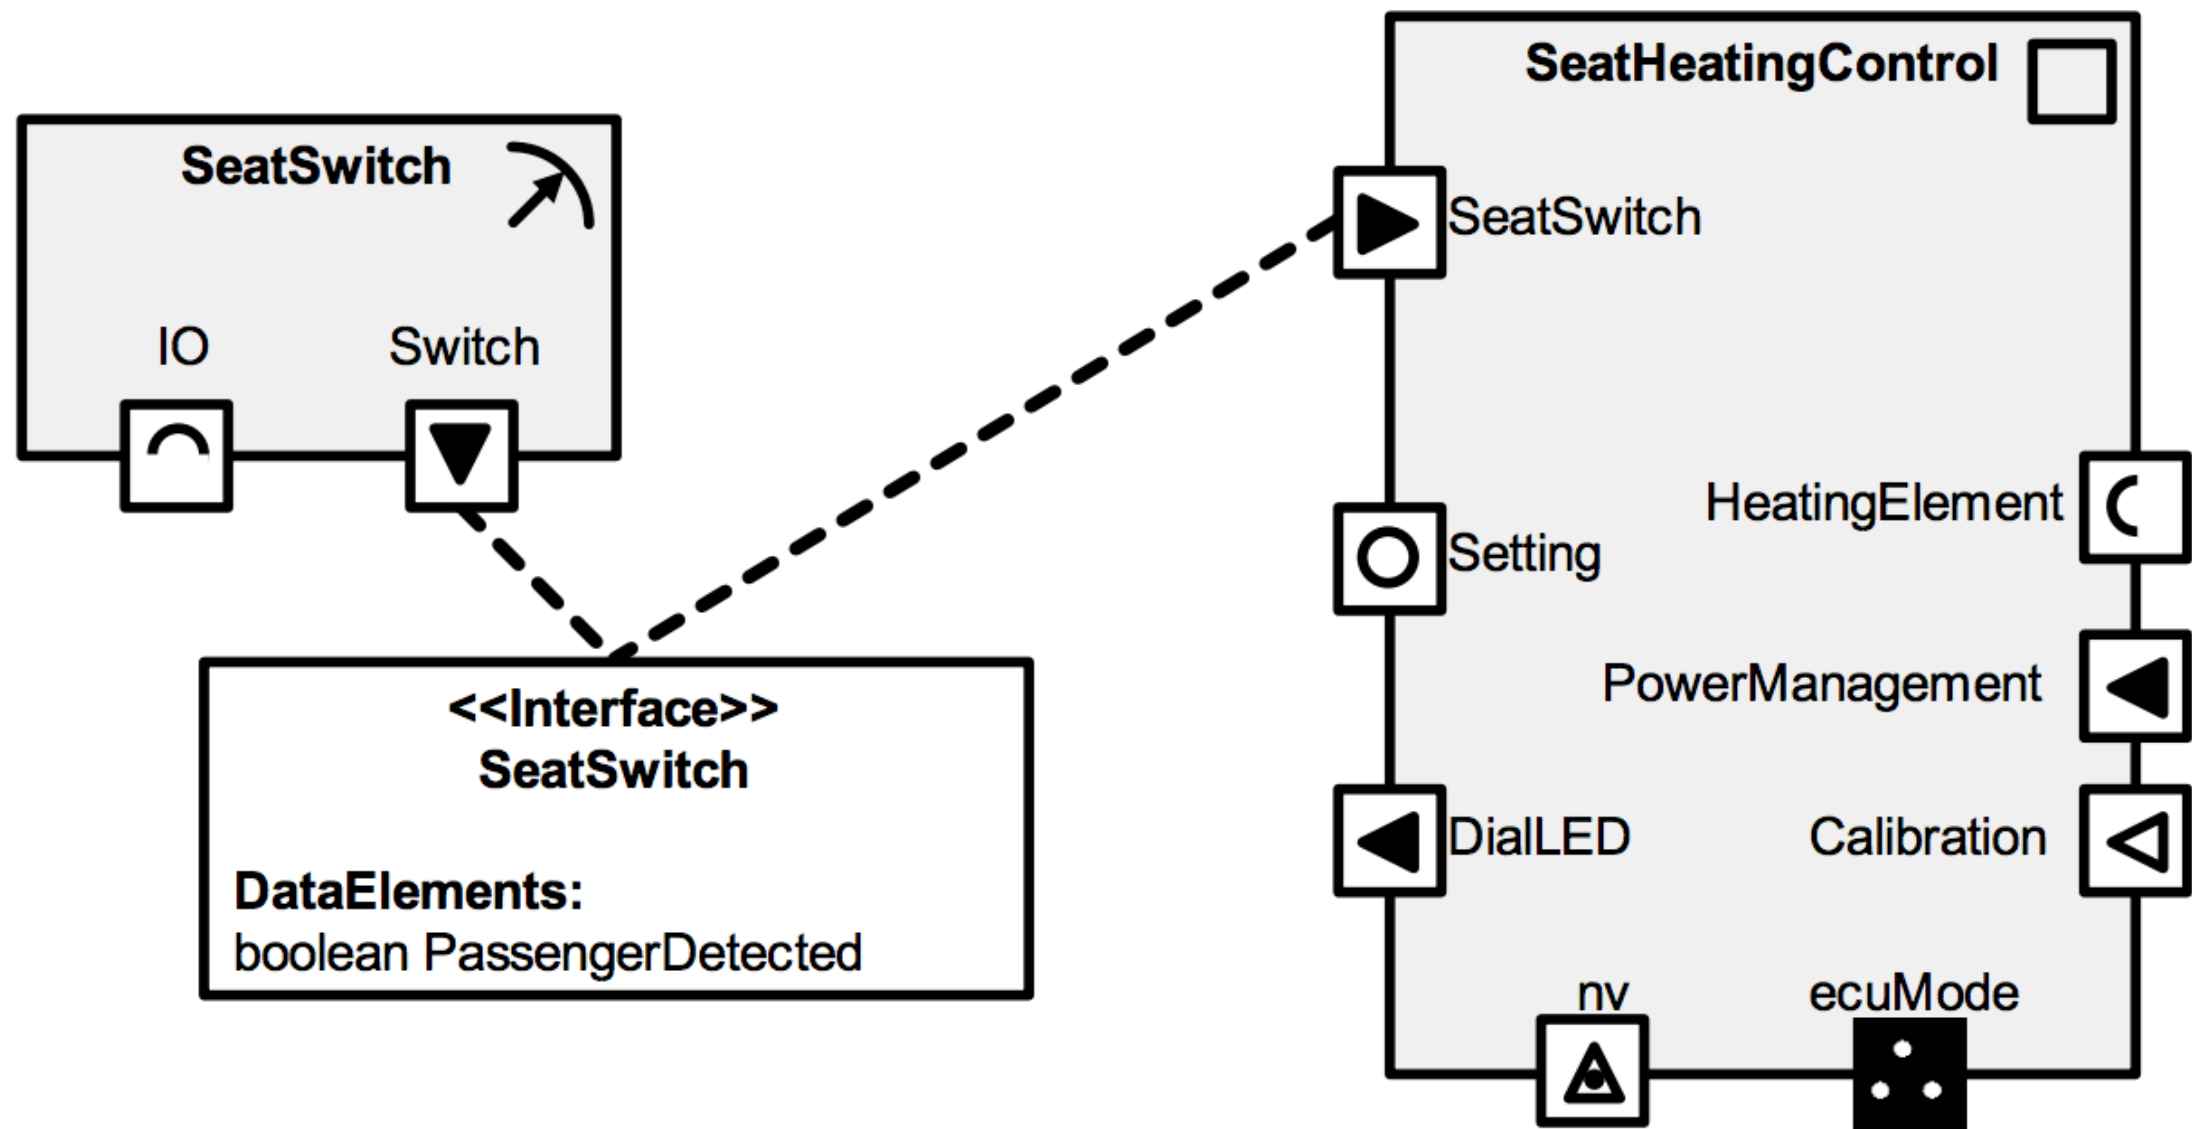 SeatSwitch
IO
Switch
<<Interface>>
SeatSwitch
DataElements:
boolean PassengerDetected
SeatHeatingControl
SeatSwitch
Setting
DialLED
HeatingElement
PowerManagement
Calibration
nv
ecuMode